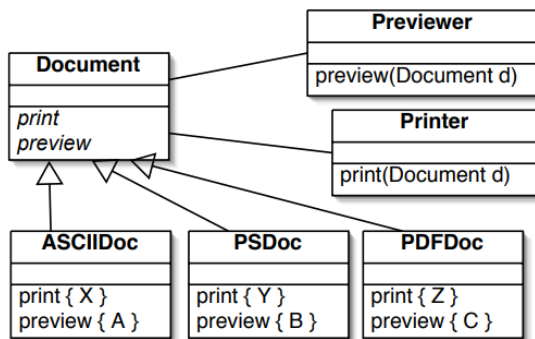 Document
print
preview
Previewer
preview(Document d)
Printer
print(Document d)
ASCIIDoc
print { X }
preview { A }
PSDoc
print { Y }
preview { B }
PDFDoc
print { Z }
preview { C }